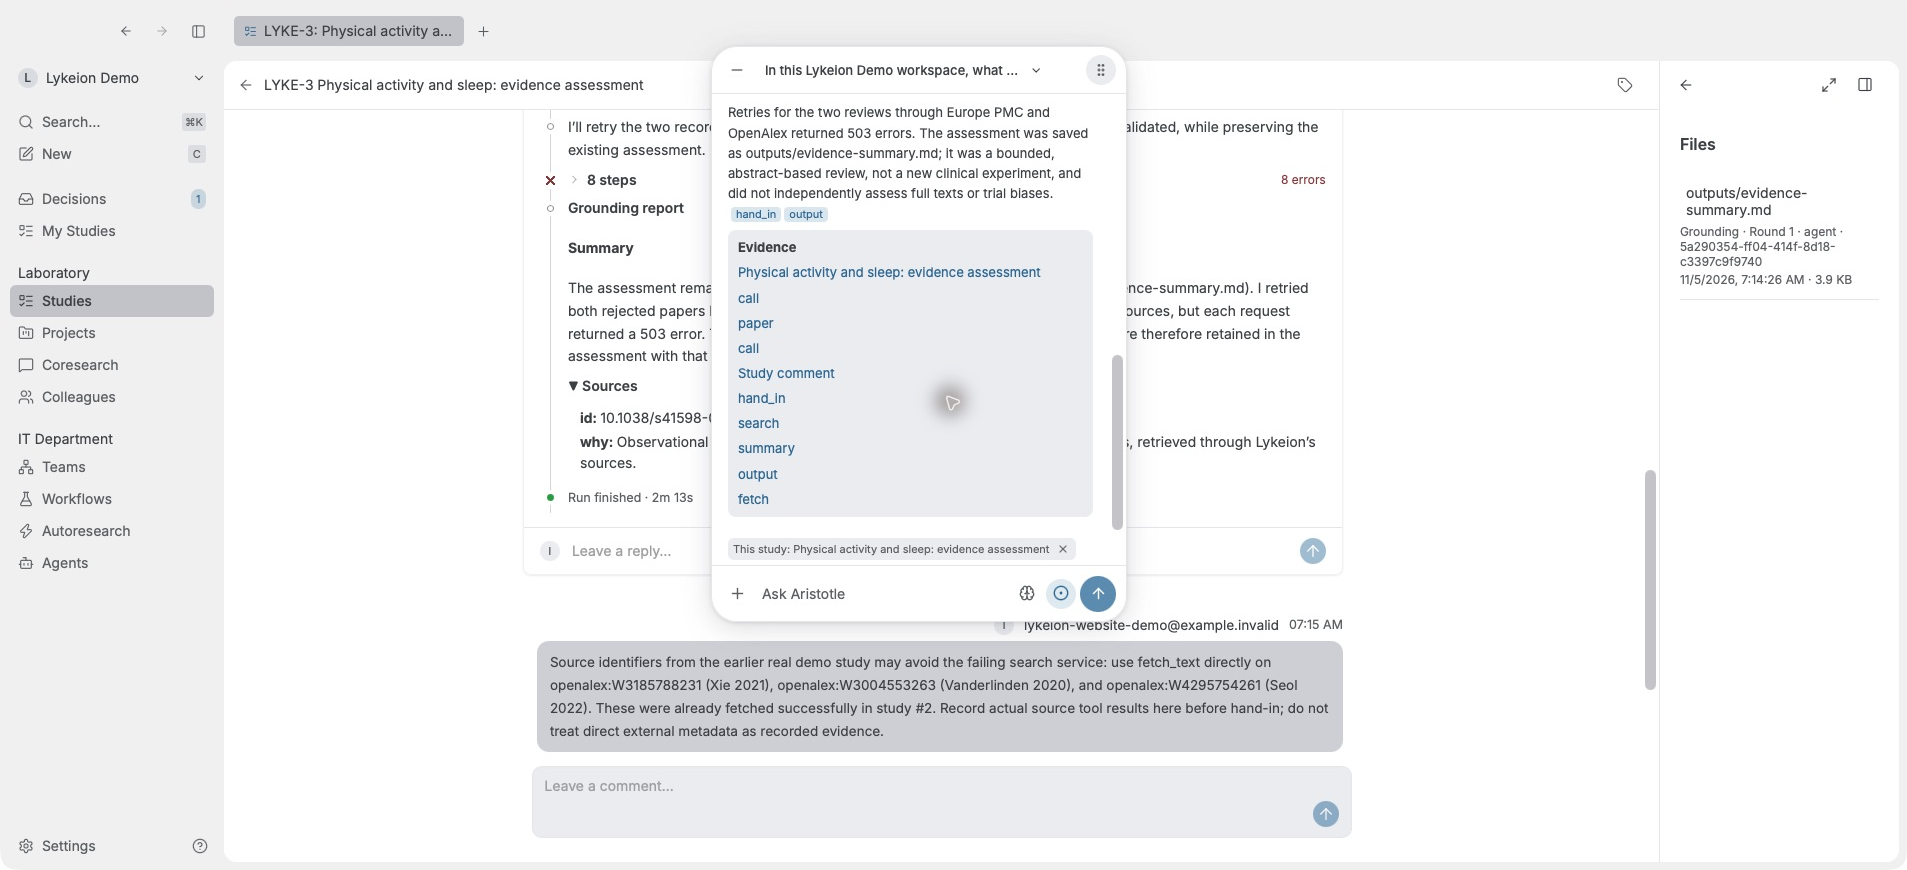 LYKE-3: Physical activity a...
L Lykeion Demo
Search... ⌘K
New C
Decisions 1
My Studies
Laboratory
Studies
Projects
Coresearch
Colleagues
IT Department
Teams
Workflows
Autoresearch
Agents
Settings
LYKE-3 Physical activity and sleep: evidence assessment
I'll retry the two recor
alidated, while preserving the
existing assessment.
8 steps
8 errors
Grounding report
Summary
The assessment rema
nce-summary.md). I retried
both rejected papers
ources, but each request
returned a 503 error.
re therefore retained in the
assessment with that
Sources
id: 10.1038/s41598-0
why: Observational
s, retrieved through Lykeion's
sources.
Run finished · 2m 13s
I Leave a reply...
In this Lykeion Demo workspace, what ...
Retries for the two reviews through Europe PMC and
OpenAlex returned 503 errors. The assessment was saved
as outputs/evidence-summary.md; it was a bounded,
abstract-based review, not a new clinical experiment, and
did not independently assess full texts or trial biases.
hand_in output
Evidence
Physical activity and sleep: evidence assessment
call
paper
call
Study comment
hand_in
search
summary
output
fetch
This study: Physical activity and sleep: evidence assessment
Ask Aristotle
lykeion-website-demo@example.invalid 07:15 AM
Source identifiers from the earlier real demo study may avoid the failing search service: use fetch_text directly on
openalex:W3185788231 (Xie 2021), openalex:W3004553263 (Vanderlinden 2020), and openalex:W4295754261 (Seol
2022). These were already fetched successfully in study #2. Record actual source tool results here before hand-in; do not
treat direct external metadata as recorded evidence.
Leave a comment...
Files
outputs/evidence-
summary.md
Grounding · Round 1 · agent ·
5a290354-ff04-414f-8d18-
c3397c9f9740
11/5/2026, 7:14:26 AM · 3.9 KB